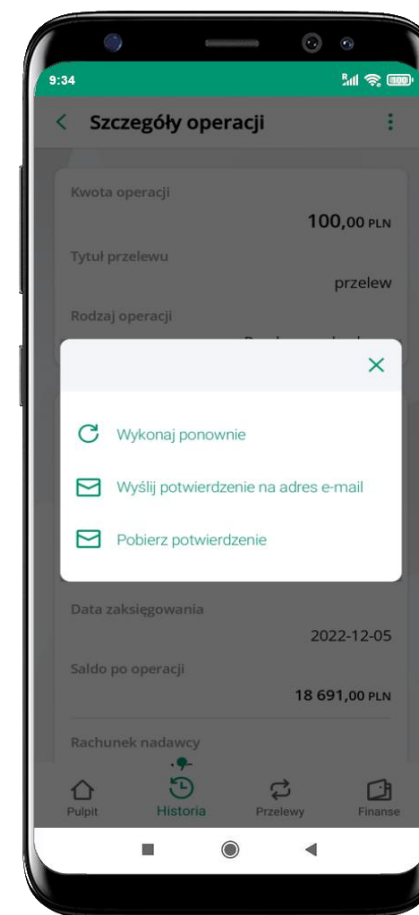 9:34
Szczegóły operacji
Kwota operacji
100,00 PLN
Tytuł przelewu
przelew
Rodzaj operacji
Wykonaj ponownie
Wyślij potwierdzenie na adres e-mail
Pobierz potwierdzenie
Data zaksięgowania
2022-12-05
Saldo po operacji
18 691,00 PLN
Rachunek nadawcy
Pulpit
Historia
Przelewy
Finanse